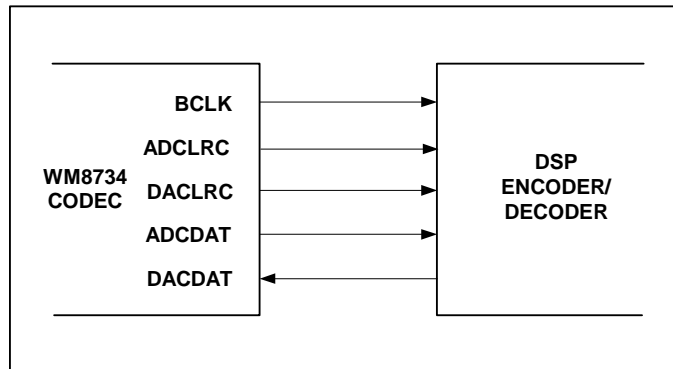 WM8734
CODEC
BCLK
ADCLRC
DACLRC
ADCDAT
DACDAT
DSP
ENCODER/
DECODER